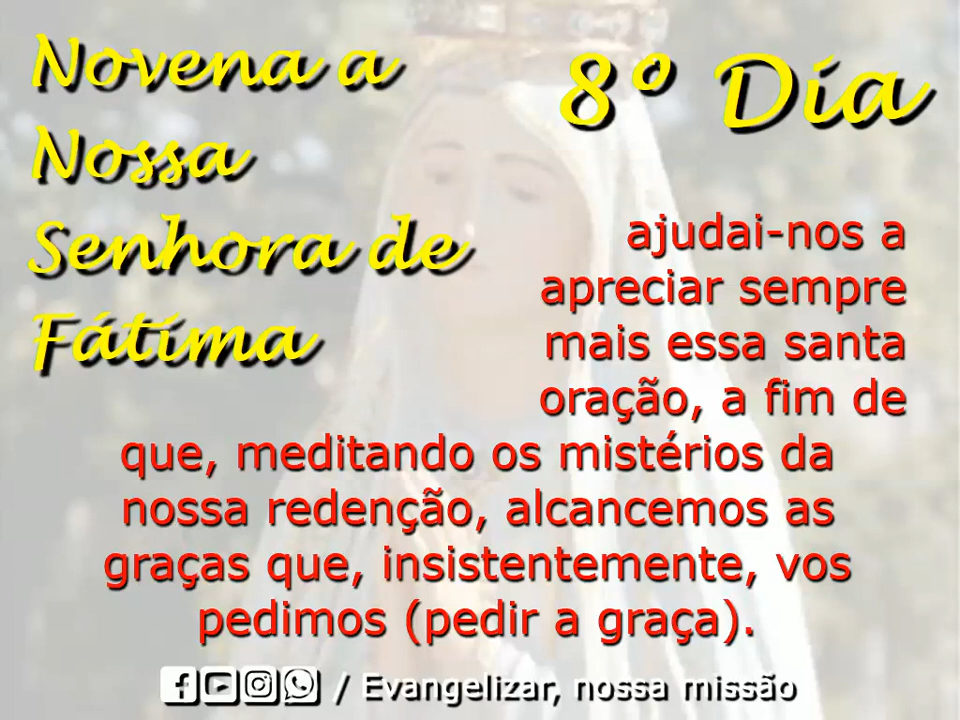 Novena a
Nossa
Senhora de
Fátima
8º Dia
ajudai-nos a
apreciar sempre
mais essa santa
oração, a fim de
que, meditando os mistérios da
nossa redenção, alcancemos as
graças que, insistentemente, vos
pedimos (pedir a graça).
/ Evangelizar, nossa missão